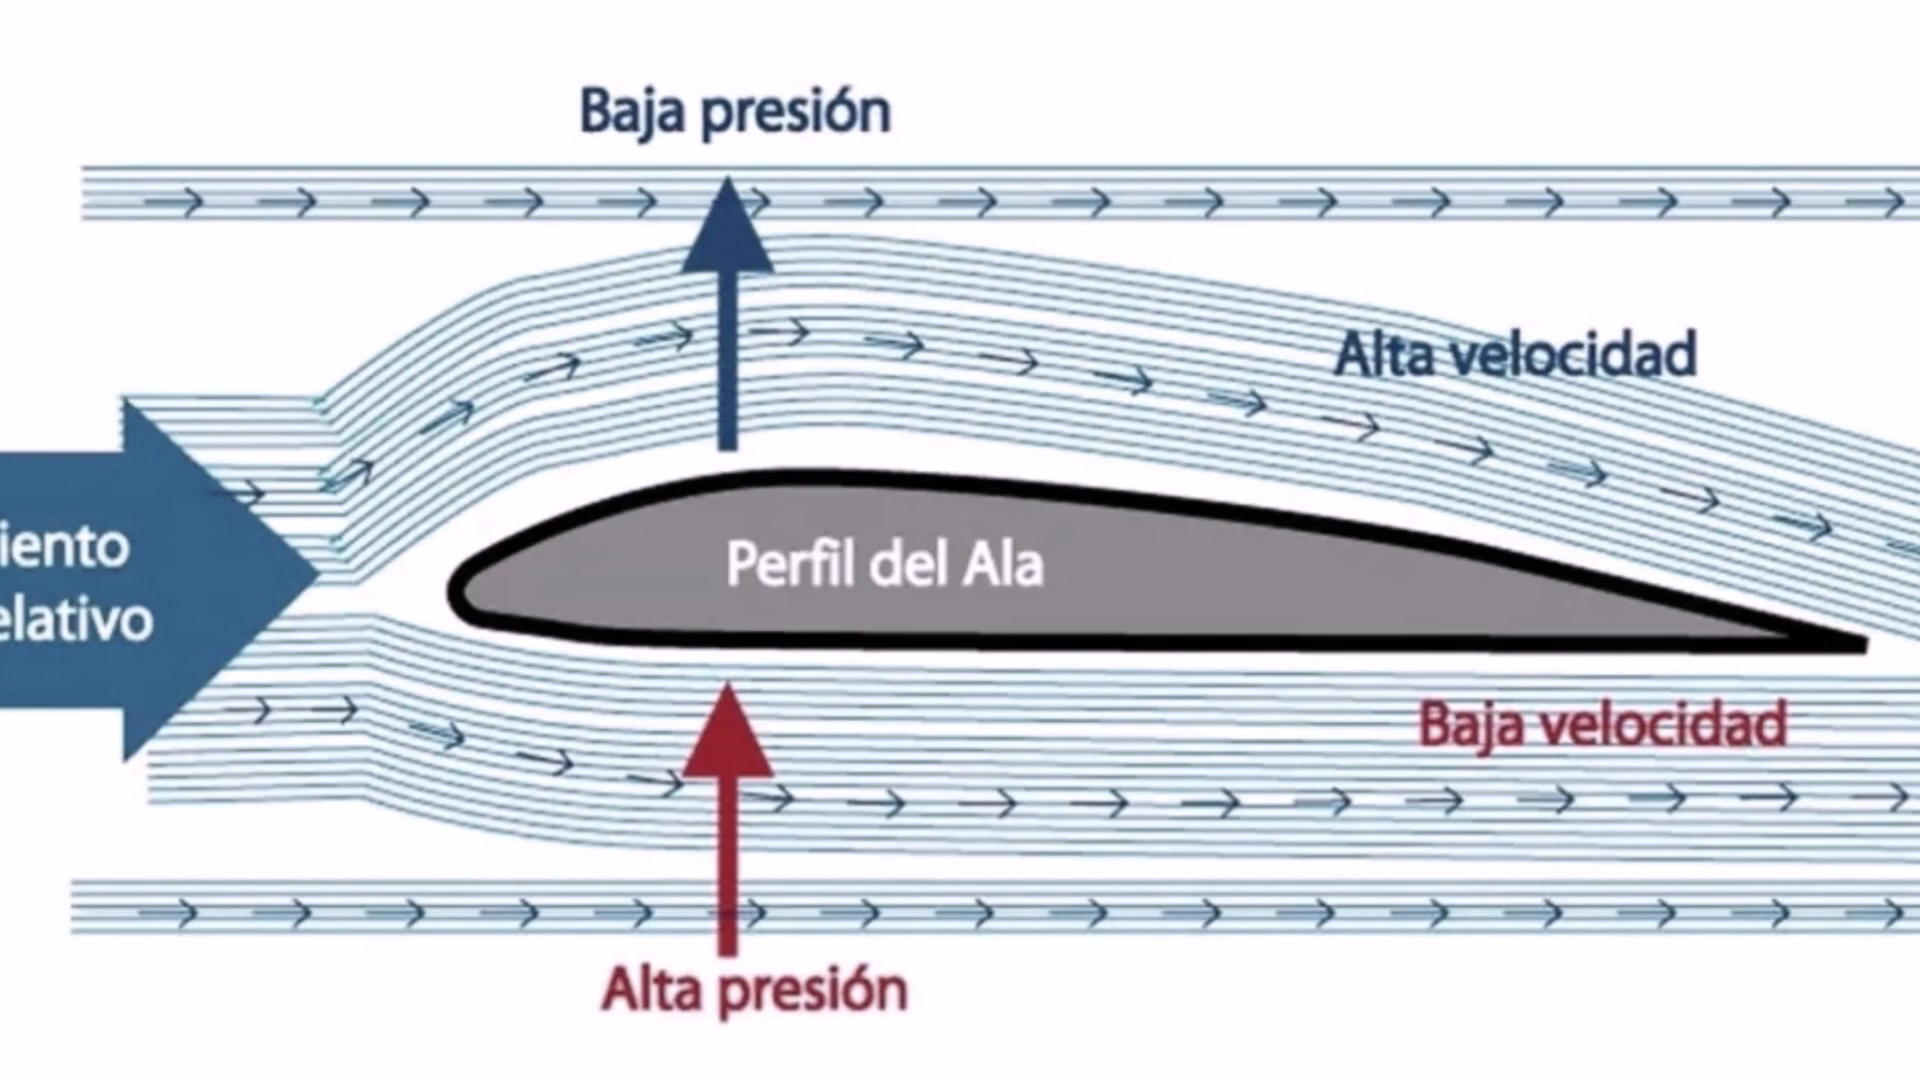 Baja presión
Alta velocidad
Perfil del Ala
iento
elativo
Baja velocidad
Alta presión